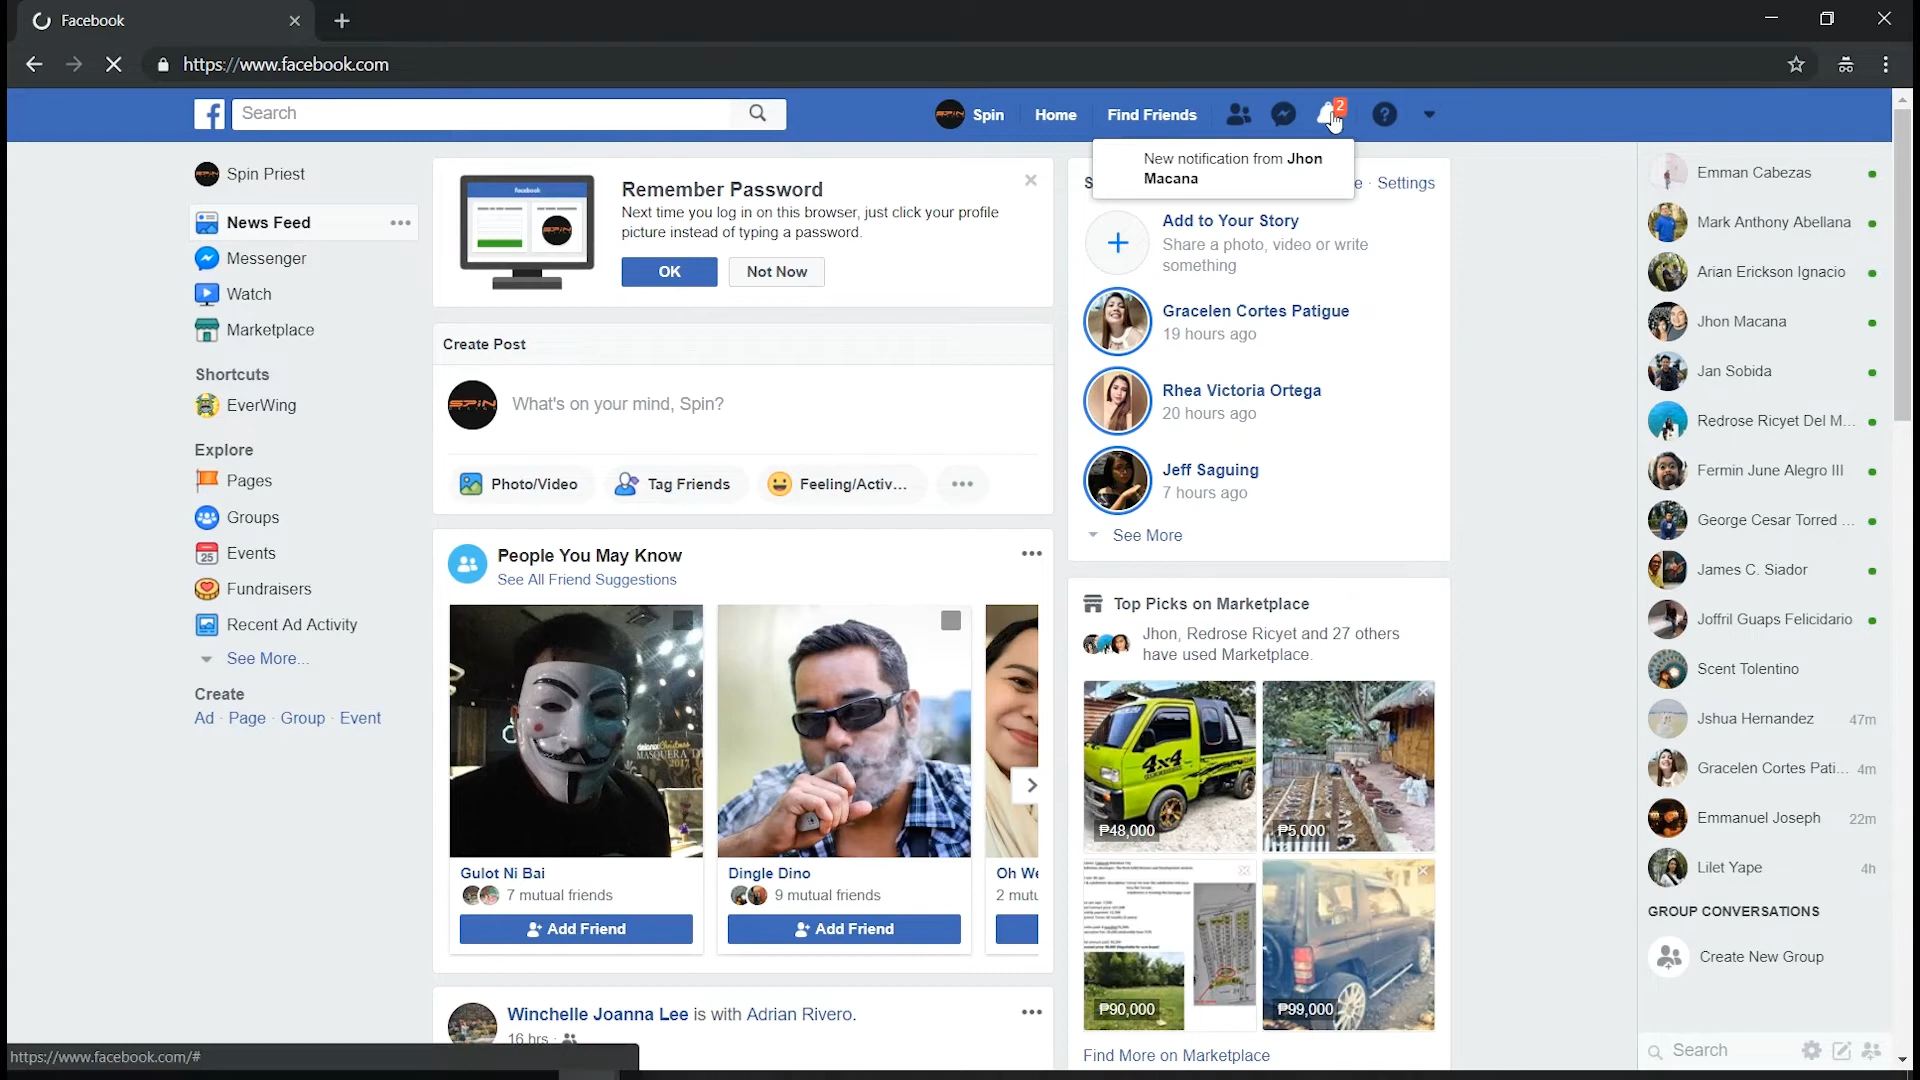 Facebook
https://www.facebook.com
Search
Spin
Home
Find Friends
2
New notification from Jhon
Macana
Spin Priest
News Feed
Messenger
Watch
Marketplace
Shortcuts
EverWing
Explore
Pages
Groups
25
Events
Fundraisers
Recent Ad Activity
See More...
Create
Ad · Page · Group · Event
facebook
SPIN
Remember Password
Next time you log in on this browser, just click your profile
picture instead of typing a password.
OK
Not Now
Create Post
SPIN
What's on your mind, Spin?
Photo/Video
Tag Friends
Feeling/Activ...
People You May Know
See All Friend Suggestions
MASQUERA
2017
Gulot Ni Bai
7 mutual friends
Add Friend
Dingle Dino
9 mutual friends
Add Friend
Oh We
2 mutu
Winchelle Joanna Lee is with Adrian Rivero.
16 hrs ·
S
e · Settings
Add to Your Story
Share a photo, video or write
something
Gracelen Cortes Patigue
19 hours ago
Rhea Victoria Ortega
20 hours ago
Jeff Saguing
7 hours ago
See More
Top Picks on Marketplace
Jhon, Redrose Ricyet and 27 others
have used Marketplace.
4x4
₱48,000
₱5,000
₱90,000
₱99,000
Find More on Marketplace
Emman Cabezas
Mark Anthony Abellana
Arian Erickson Ignacio
Jhon Macana
Jan Sobida
Redrose Ricyet Del M...
Fermin June Alegro III
George Cesar Torred ...
James C. Siador
Joffril Guaps Felicidario
Scent Tolentino
Jshua Hernandez 47m
Gracelen Cortes Pati... 4m
Emmanuel Joseph 22m
Lilet Yape 4h
GROUP CONVERSATIONS
Create New Group
Search
https://www.facebook.com/#